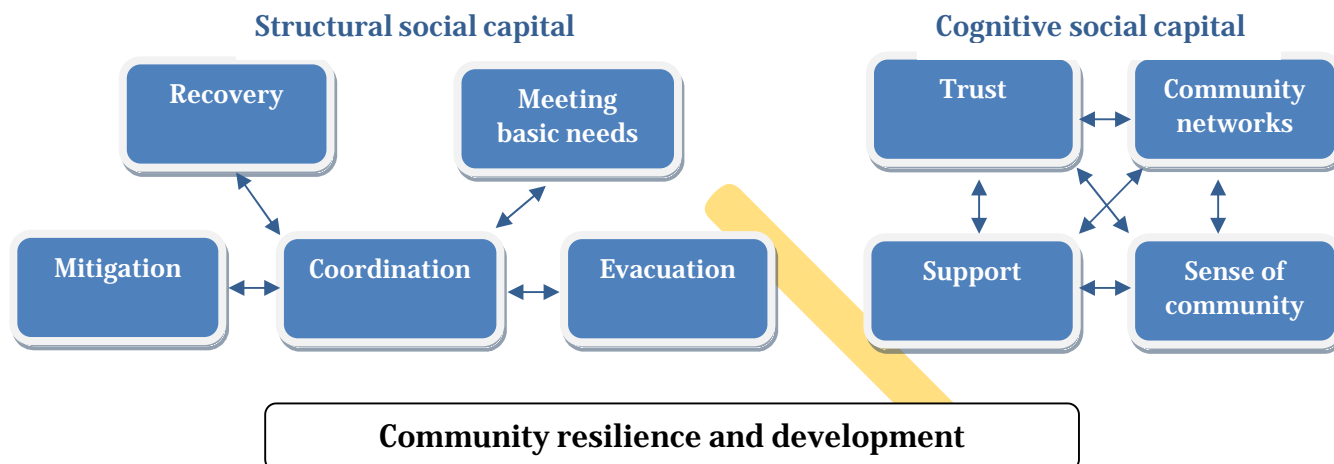 Structural social capital
Recovery
Meeting
basic needs
Mitigation
Coordination
Evacuation
Cognitive social capital
Trust
Community
networks
Support
Sense of
community
Community resilience and development